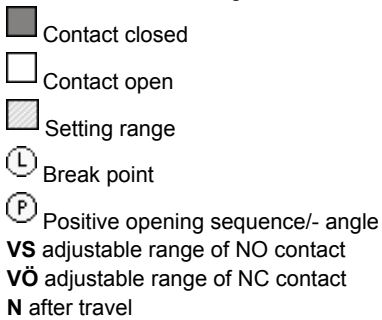 Contact closed
Contact open
Setting range
L Break point
P Positive opening sequence/- angle
VS adjustable range of NO contact
VÖ adjustable range of NC contact
N after travel